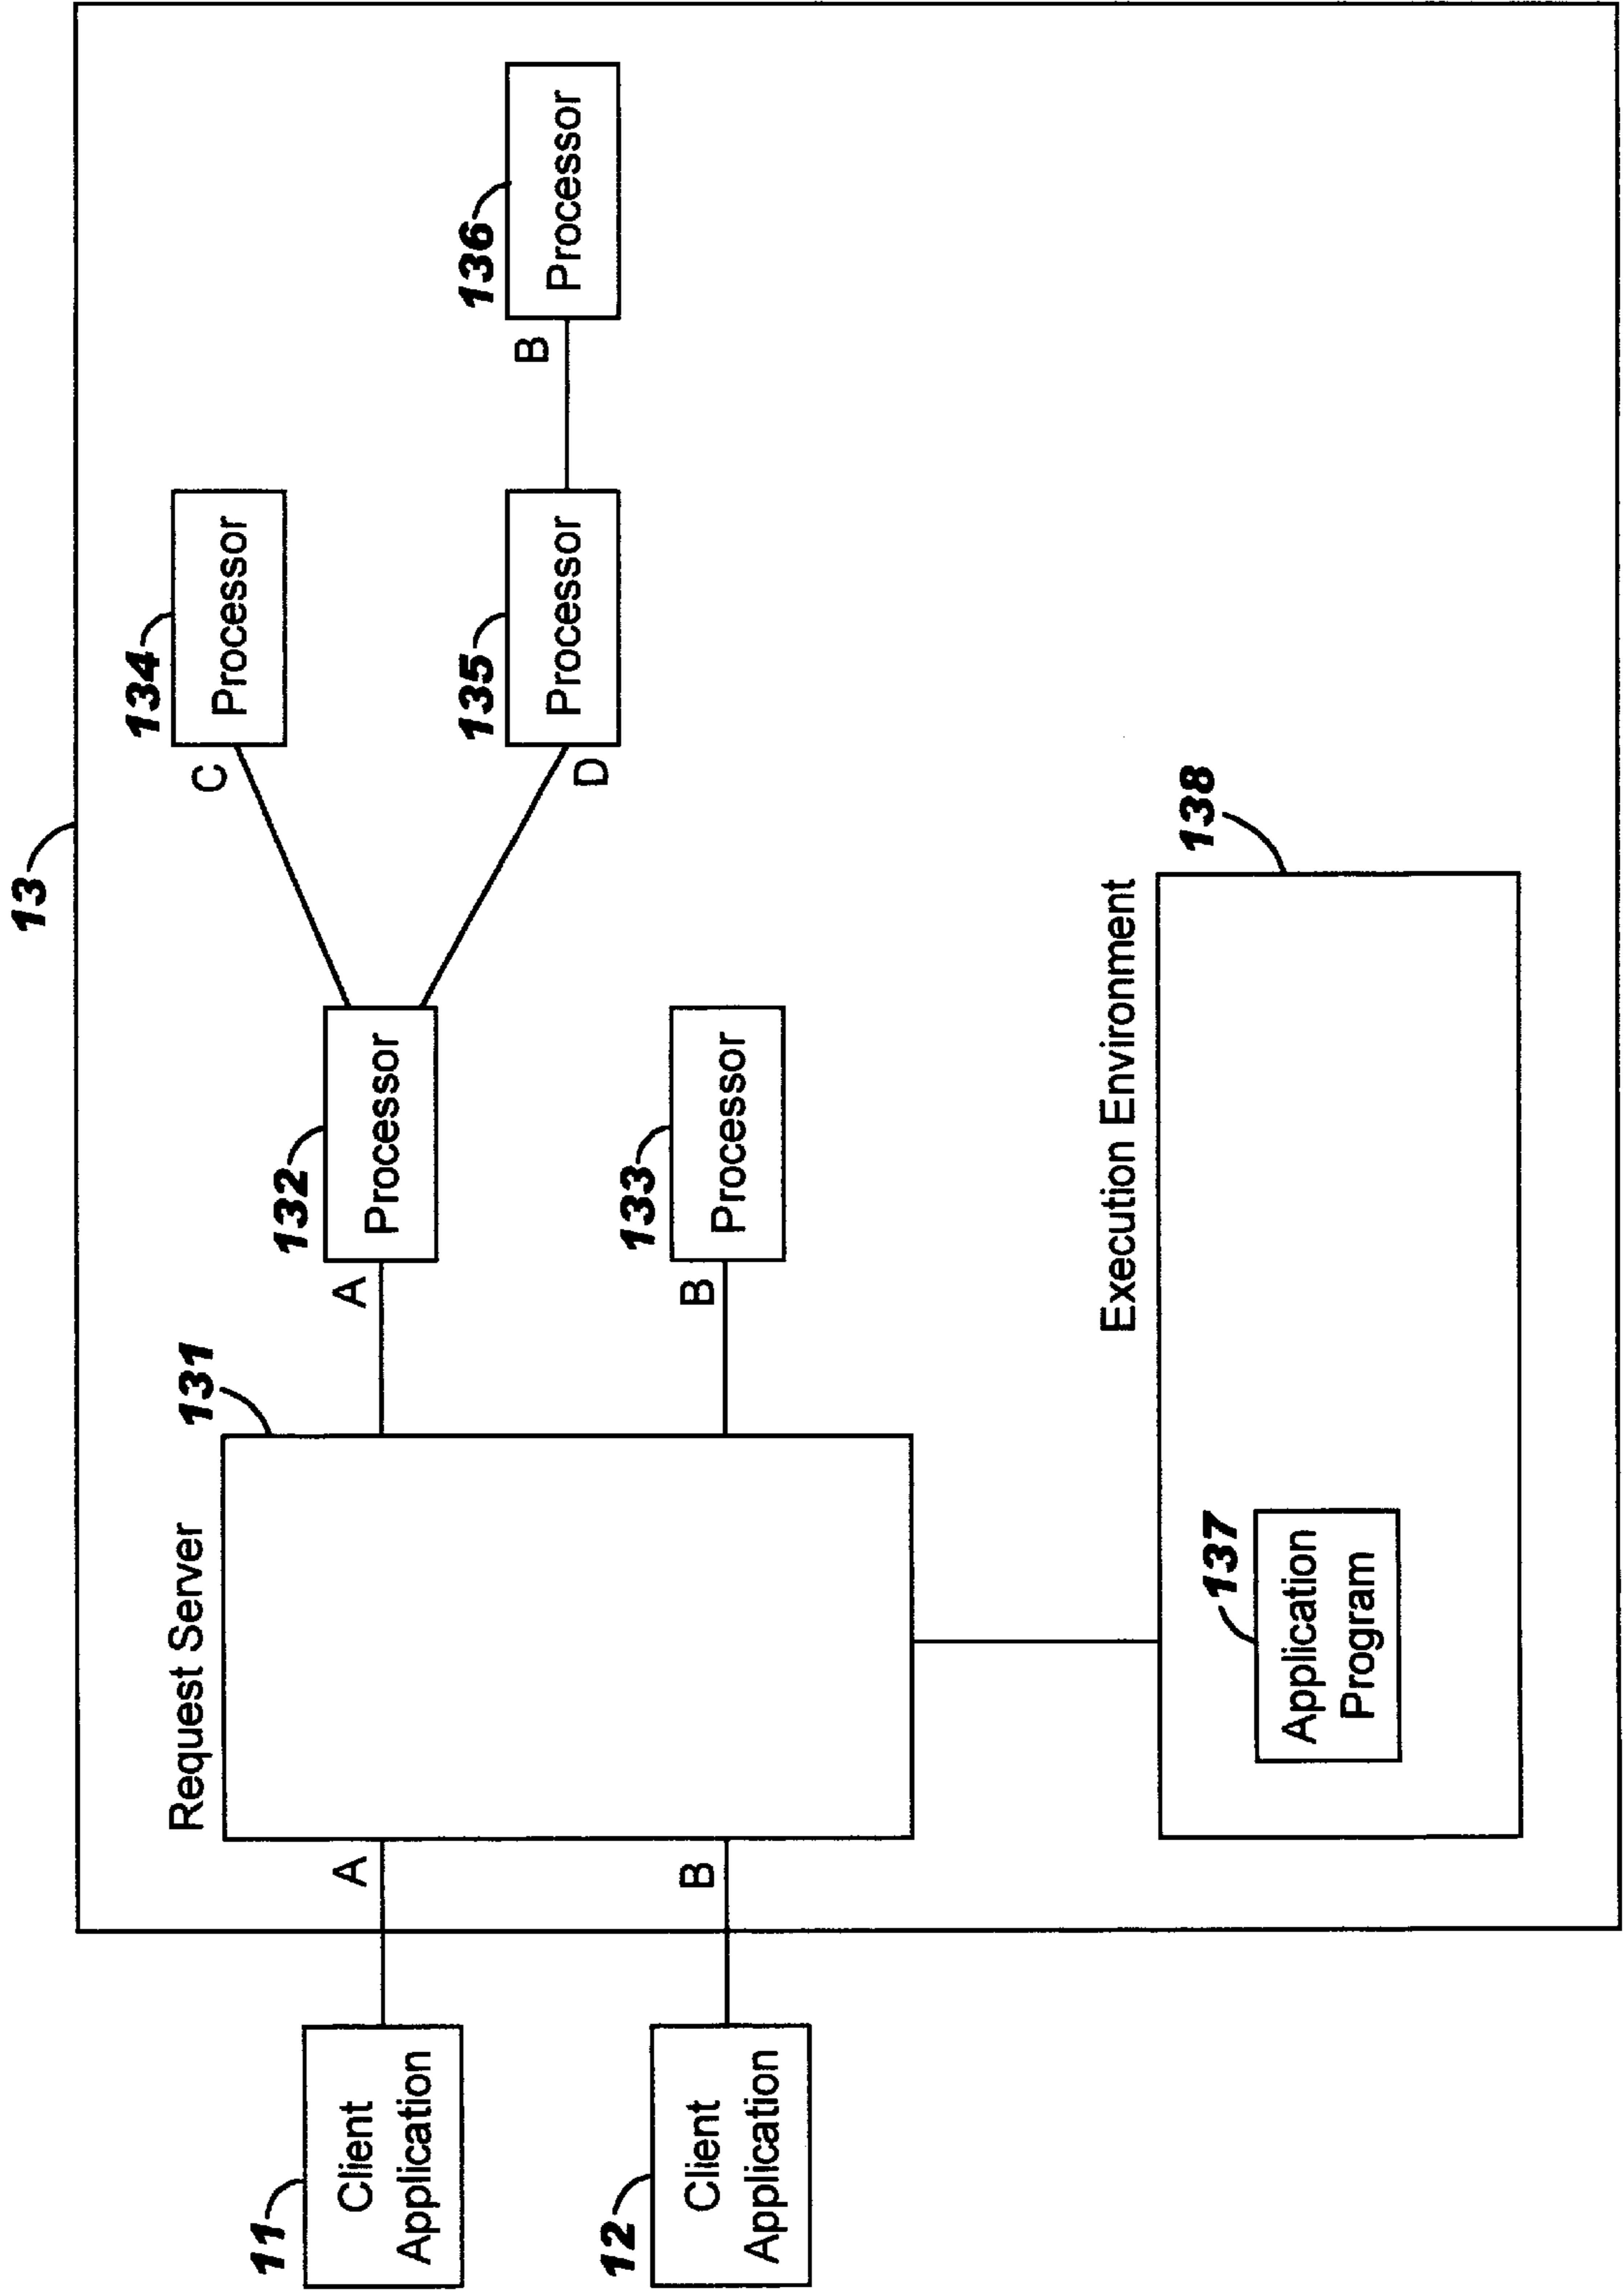 13
Request Server
131
11
Client
Application
A
A
132
Processor
C
134
Processor
D
135
Processor
B
136
Processor
12
Client
Application
B
B
133
Processor
Execution Environment
138
137
Application
Program